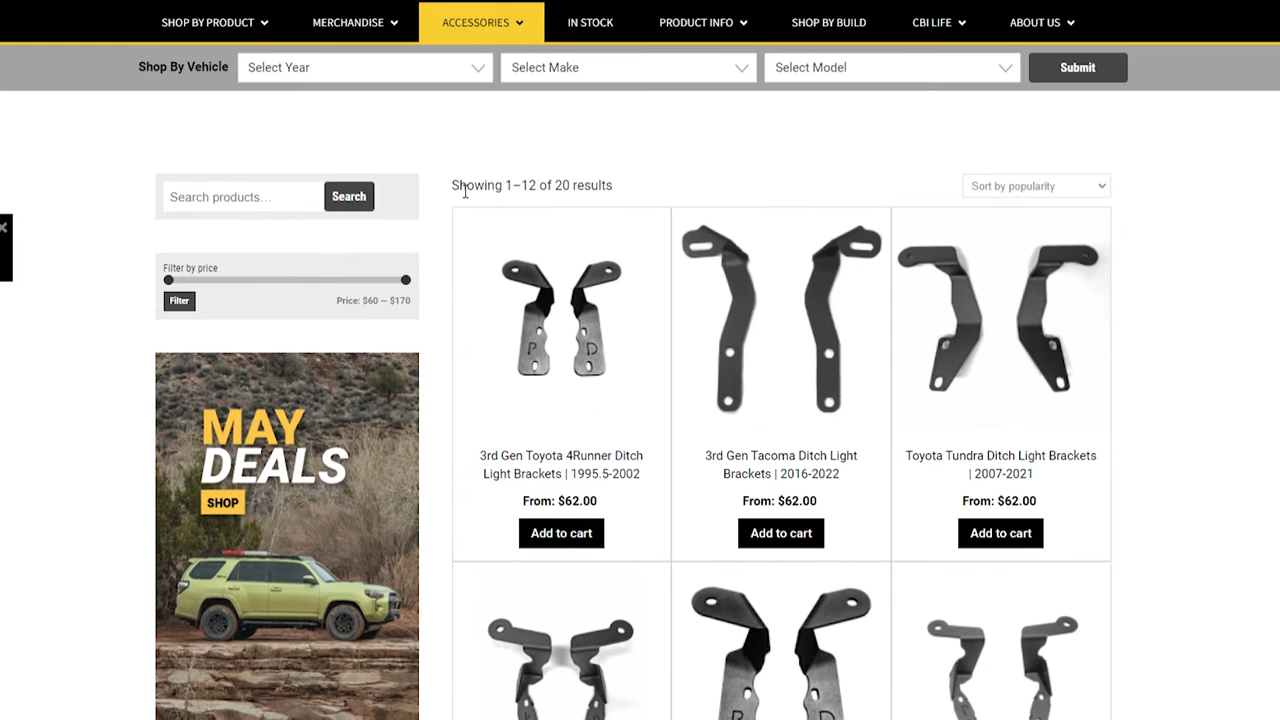 SHOP BY PRODUCT MERCHANDISE ACCESSORIES IN STOCK PRODUCT INFO SHOP BY BUILD CBI LIFE ABOUT US
Shop By Vehicle Select Year Select Make Select Model Submit
Search products... Search
Showing 1–12 of 20 results
Sort by popularity
Filter by price
Filter Price: $60 — $170
MAY
DEALS
SHOP
P D
3rd Gen Toyota 4Runner Ditch
Light Brackets | 1995.5-2002
From: $62.00
Add to cart
3rd Gen Tacoma Ditch Light
Brackets | 2016-2022
From: $62.00
Add to cart
Toyota Tundra Ditch Light Brackets
| 2007-2021
From: $62.00
Add to cart